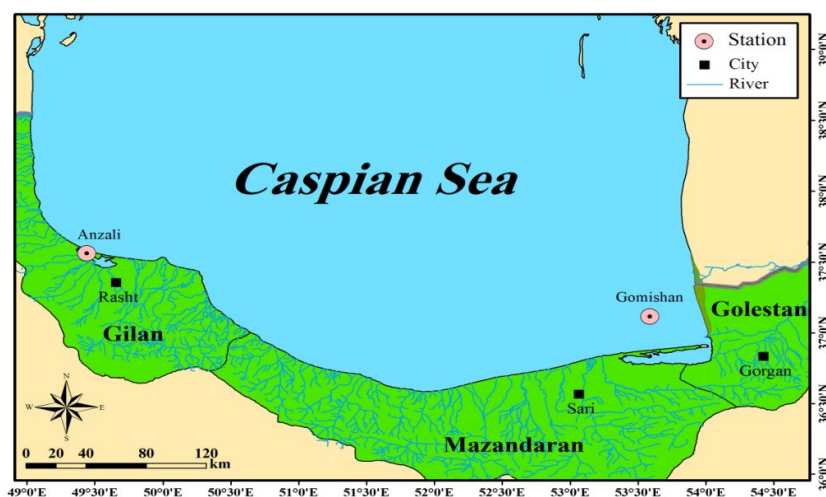 Station
City
River
Caspian Sea
Anzali
Rasht
Gilan
Gomishan
Golestan
Gorgan
Sari
Mazandaran
N
W
E
S
0 20 40 80 120
km
49°0'E 49°30'E 50°0'E 50°30'E 51°0'E 51°30'E 52°0'E 52°30'E 53°0'E 53°30'E 54°0'E 54°30'E